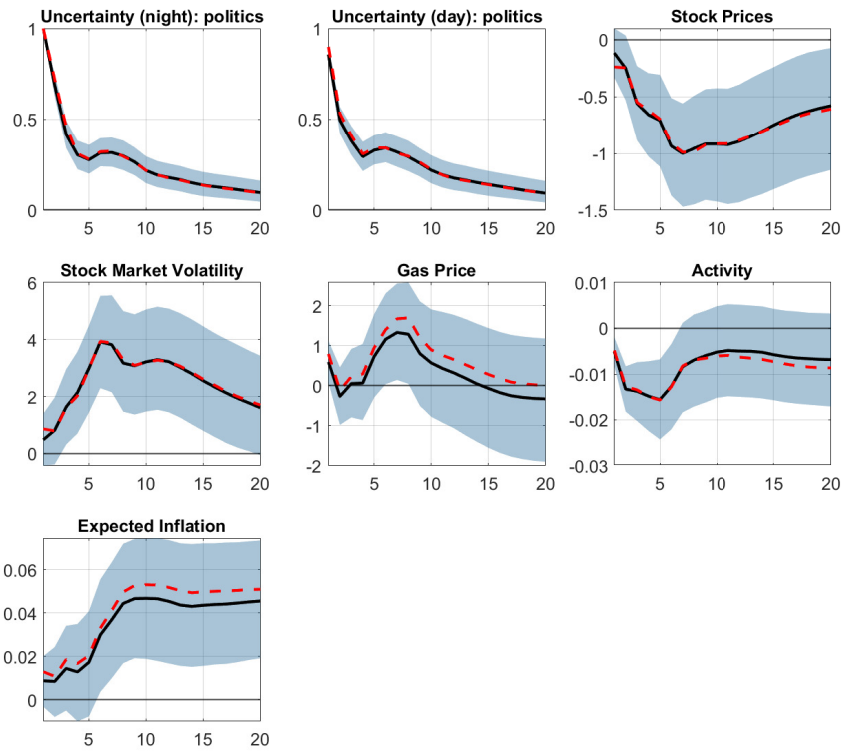 Uncertainty (night): politics
1
0.5
0
5 10 15 20
Uncertainty (day): politics
1
0.5
0
5 10 15 20
Stock Prices
0
-0.5
-1
-1.5
5 10 15 20
Stock Market Volatility
6
4
2
0
5 10 15 20
Gas Price
2
1
0
-1
-2
5 10 15 20
Activity
0.01
0
-0.01
-0.02
-0.03
5 10 15 20
Expected Inflation
0.06
0.04
0.02
0
5 10 15 20